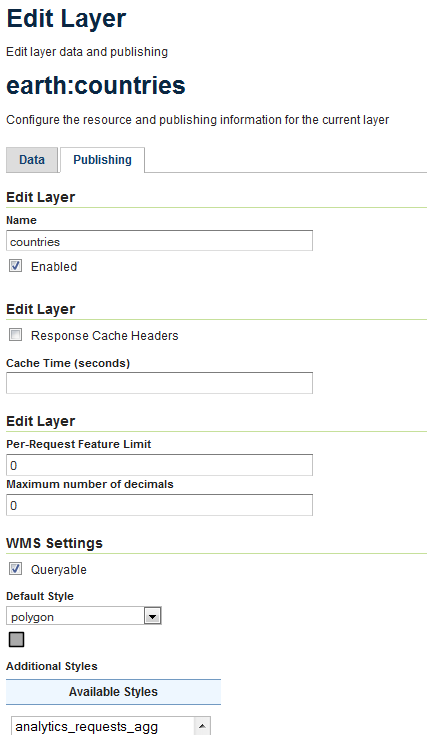 Edit Layer
Edit layer data and publishing
earth:countries
Configure the resource and publishing information for the current layer
Data Publishing
Edit Layer
Name
countries
Enabled
Edit Layer
Response Cache Headers
Cache Time (seconds)
Edit Layer
Per-Request Feature Limit
0
Maximum number of decimals
0
WMS Settings
Queryable
Default Style
polygon
Additional Styles
Available Styles
analytics_requests_agg